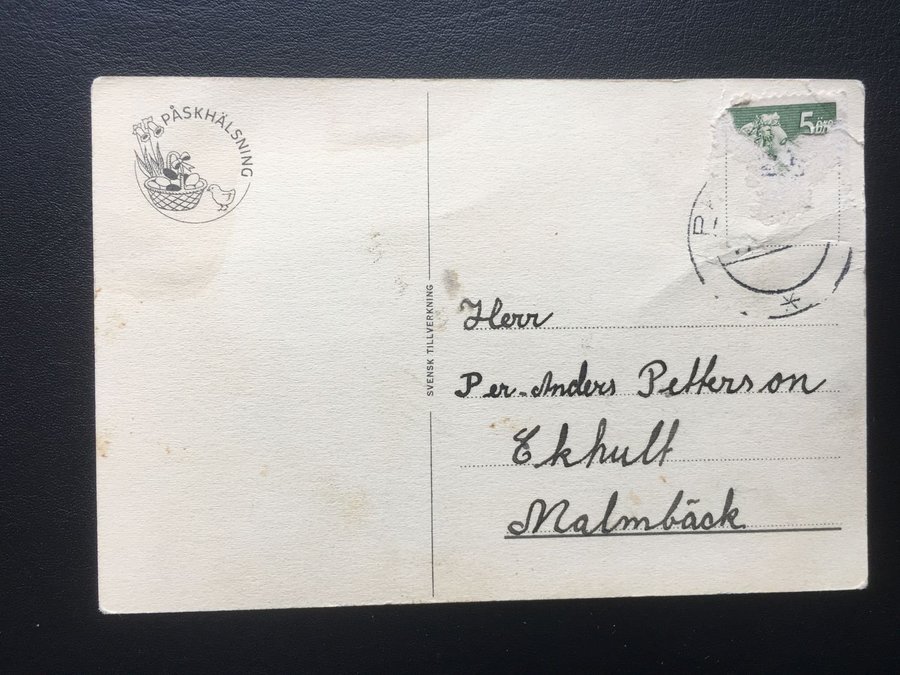 PÅSKHÄLSNING
5 ÖRE
SVENSK TILLVERKNING
Herr
Per-Anders Petterson
Ekhult
Malmbäck